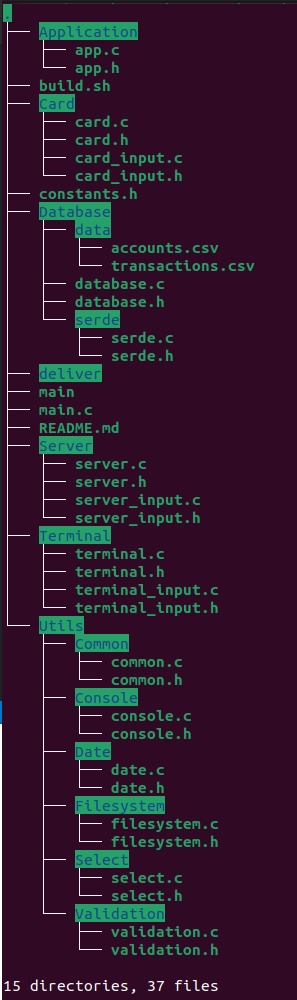 .
├── Application
│   ├── app.c
│   └── app.h
├── build.sh
├── Card
│   ├── card.c
│   ├── card.h
│   ├── card_input.c
│   └── card_input.h
├── constants.h
├── Database
│   ├── data
│   │   ├── accounts.csv
│   │   └── transactions.csv
│   ├── database.c
│   ├── database.h
│   └── serde
│       ├── serde.c
│       └── serde.h
├── deliver
├── main
├── main.c
├── README.md
├── Server
│   ├── server.c
│   ├── server.h
│   ├── server_input.c
│   └── server_input.h
├── Terminal
│   ├── terminal.c
│   ├── terminal.h
│   ├── terminal_input.c
│   └── terminal_input.h
└── Utils
    ├── Common
    │   ├── common.c
    │   └── common.h
    ├── Console
    │   ├── console.c
    │   └── console.h
    ├── Date
    │   ├── date.c
    │   └── date.h
    ├── Filesystem
    │   ├── filesystem.c
    │   └── filesystem.h
    ├── Select
    │   ├── select.c
    │   └── select.h
    └── Validation
        ├── validation.c
        └── validation.h

15 directories, 37 files